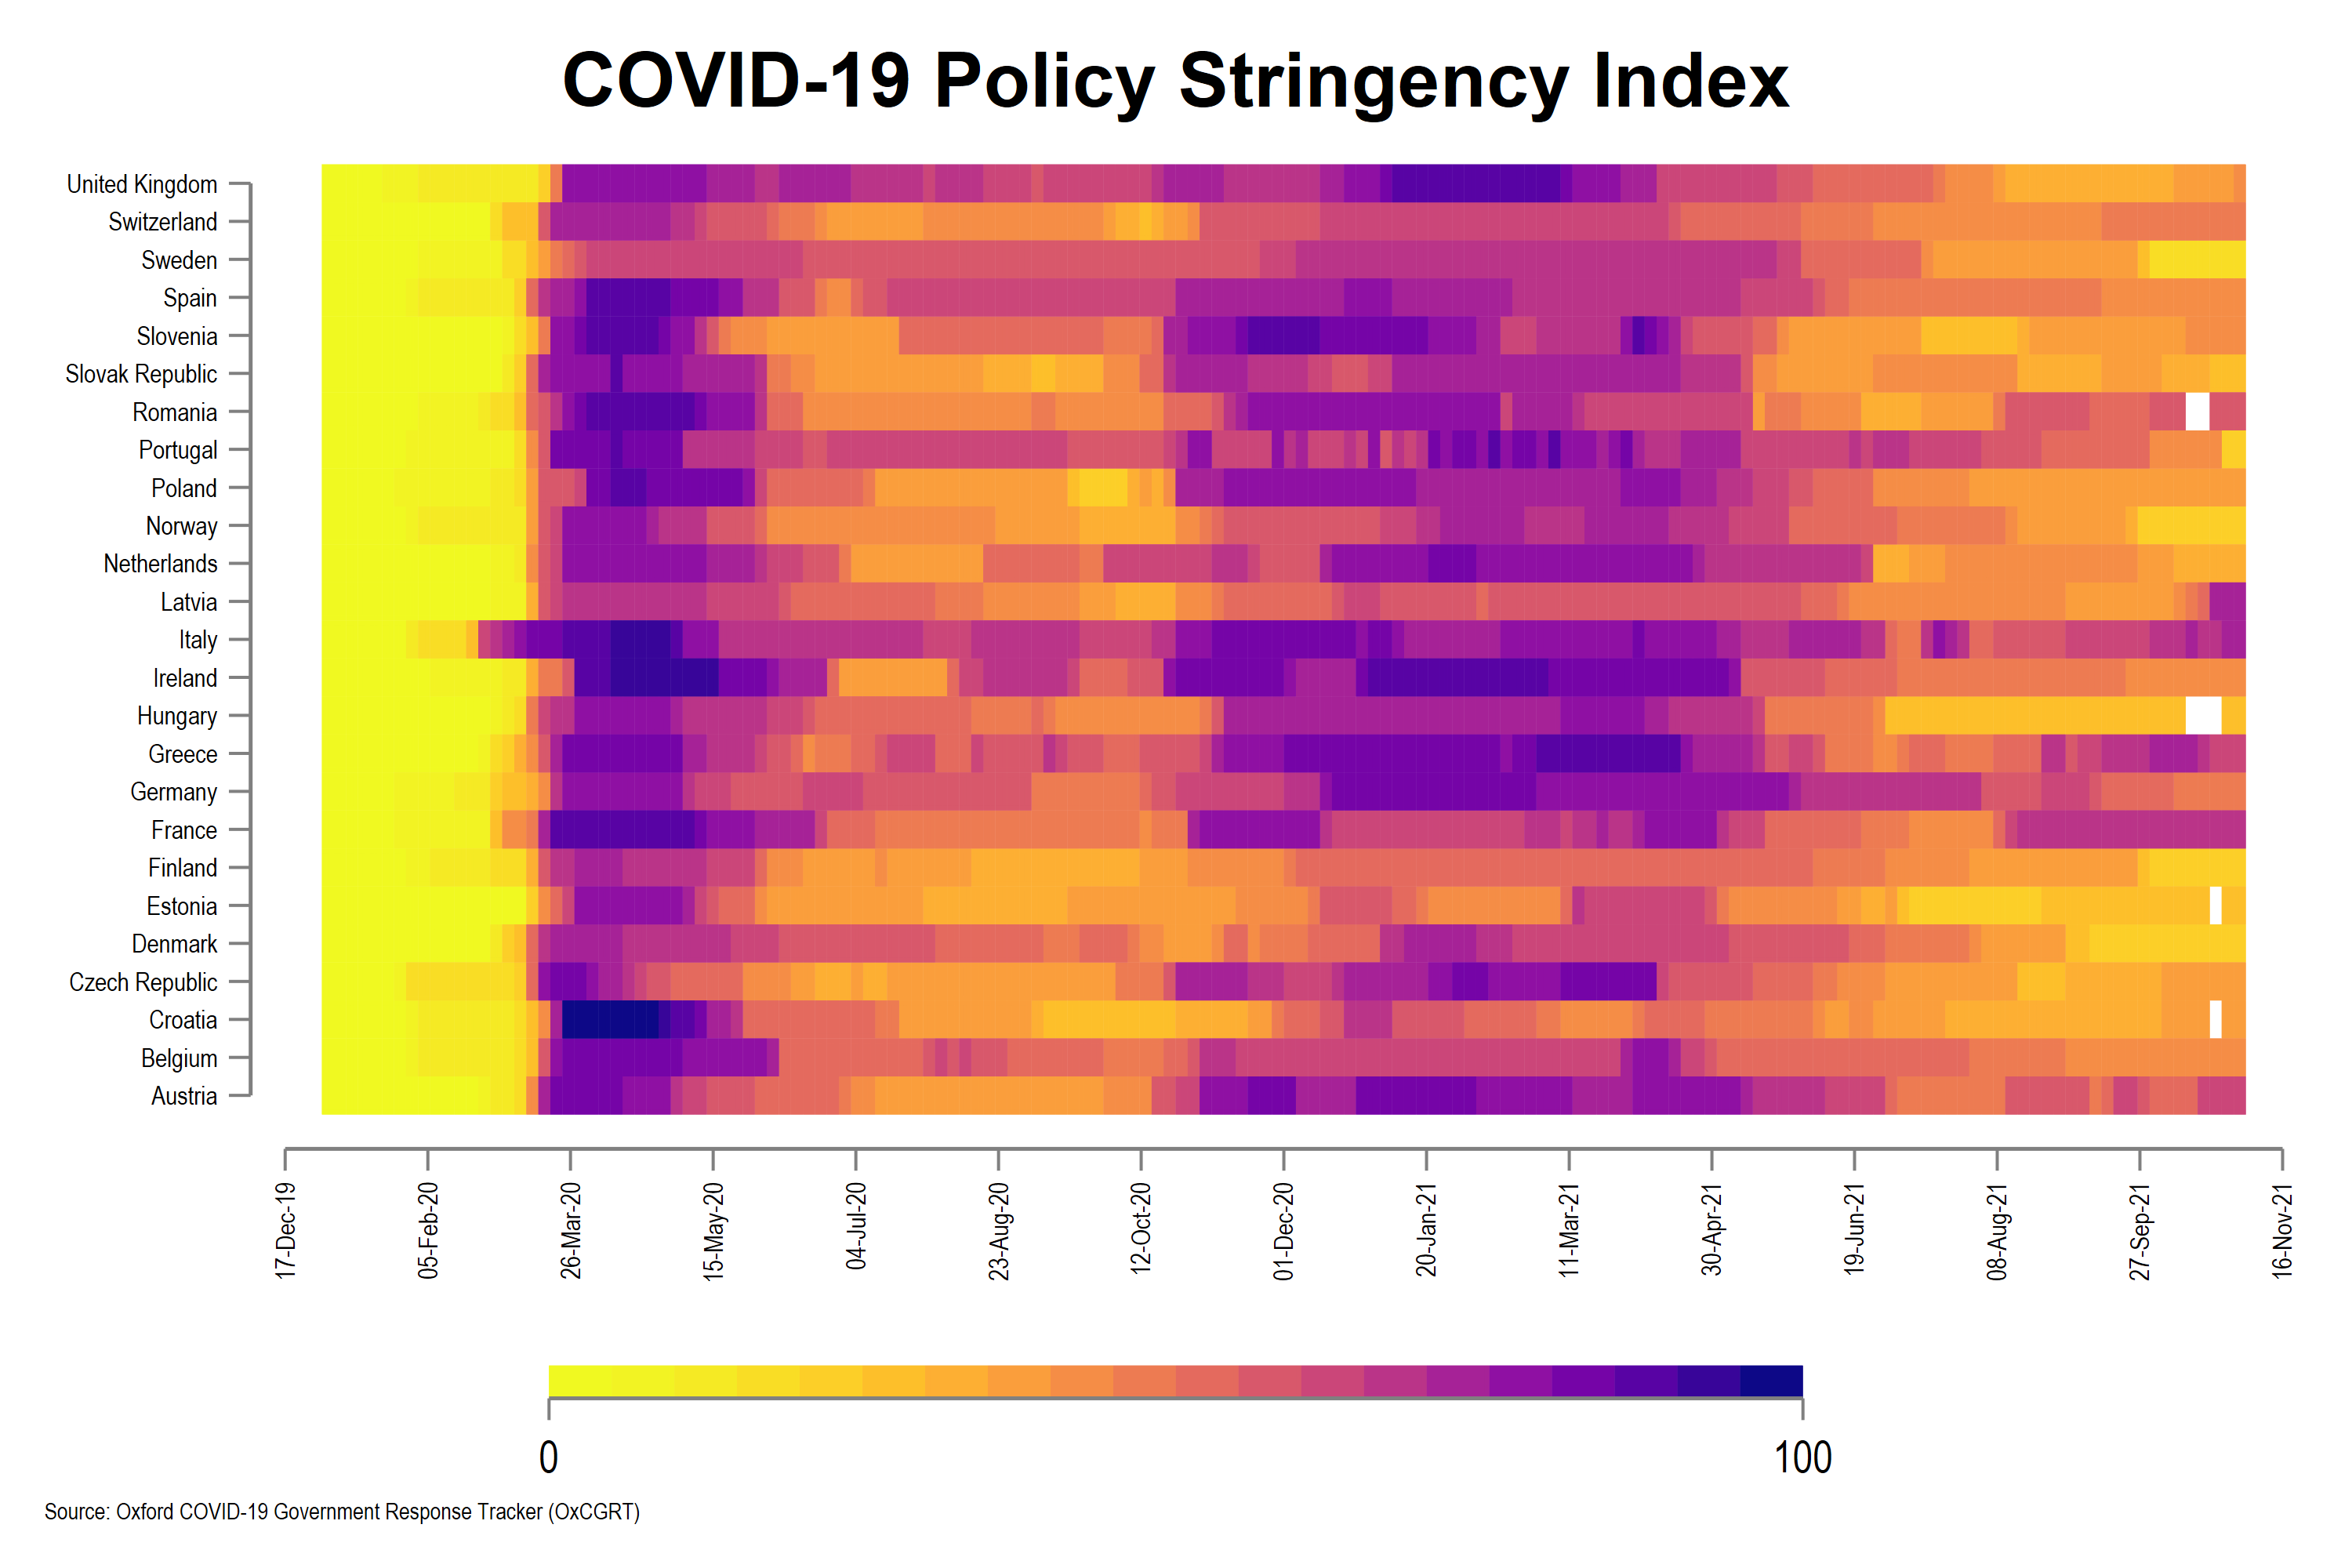 COVID-19 Policy Stringency Index
United Kingdom
Switzerland
Sweden
Spain
Slovenia
Slovak Republic
Romania
Portugal
Poland
Norway
Netherlands
Latvia
Italy
Ireland
Hungary
Greece
Germany
France
Finland
Estonia
Denmark
Czech Republic
Croatia
Belgium
Austria
17-Dec-19
05-Feb-20
26-Mar-20
15-May-20
04-Jul-20
23-Aug-20
12-Oct-20
01-Dec-20
20-Jan-21
11-Mar-21
30-Apr-21
19-Jun-21
08-Aug-21
27-Sep-21
16-Nov-21
0
100
Source: Oxford COVID-19 Government Response Tracker (OxCGRT)